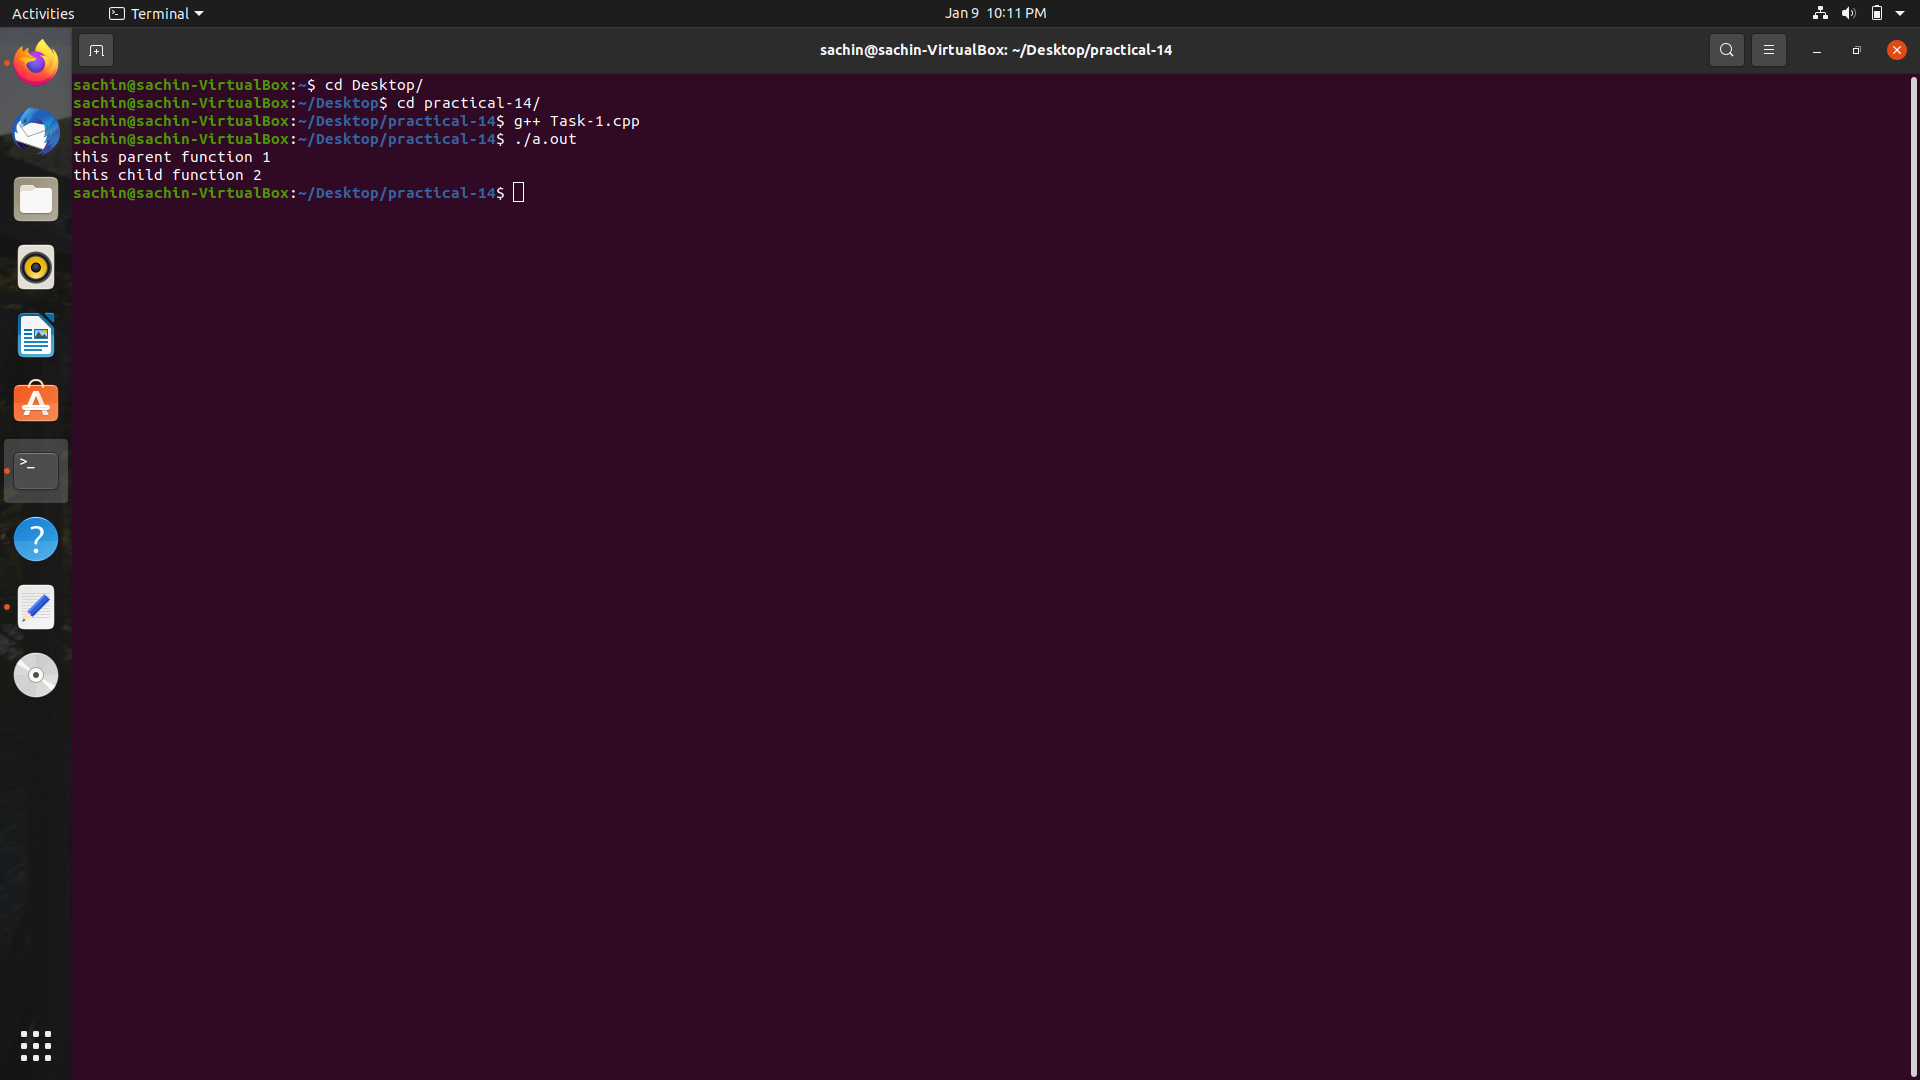 Activities
Terminal
Jan 9 10:11 PM
sachin@sachin-VirtualBox: ~/Desktop/practical-14
sachin@sachin-VirtualBox:~$ cd Desktop/
sachin@sachin-VirtualBox:~/Desktop$ cd practical-14/
sachin@sachin-VirtualBox:~/Desktop/practical-14$ g++ Task-1.cpp
sachin@sachin-VirtualBox:~/Desktop/practical-14$ ./a.out
this parent function 1
this child function 2
sachin@sachin-VirtualBox:~/Desktop/practical-14$